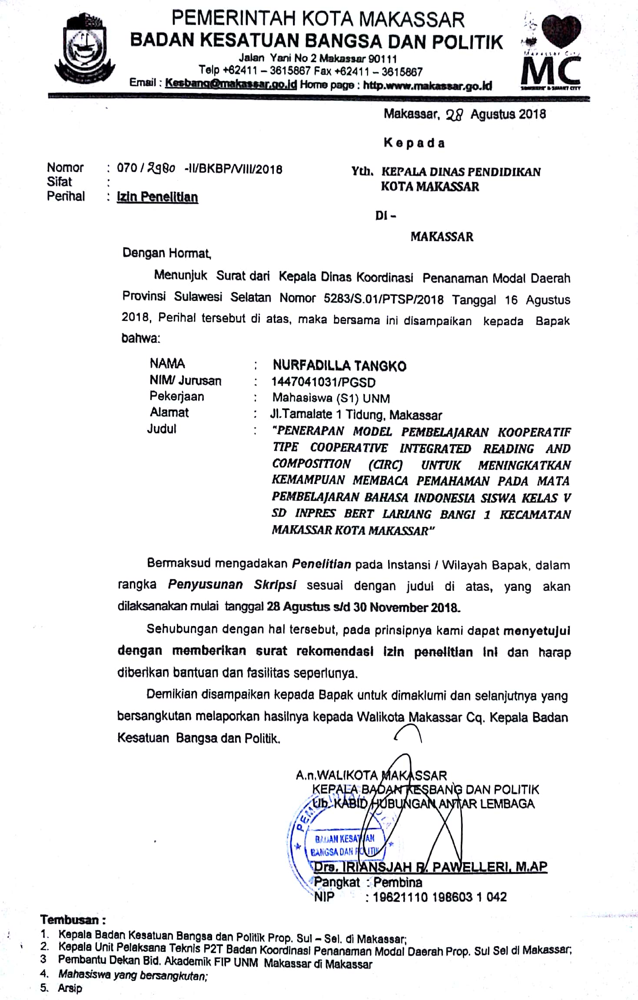 PEMERINTAH KOTA MAKASSAR
BADAN KESATUAN BANGSA DAN POLITIK
Jalan Yani No 2 Makassar 90111
Telp +62411 – 3615867 Fax +62411 – 3615867
Email : Kesbang@makassar.go.id Home page : http.www.makassar.go.id
Makassar City
MC
SOMBERE' & SMART CITY
Makassar, 28 Agustus 2018
Kepada
Nomor : 070 / 2980 -II/BKBP/VIII/2018
Sifat :
Perihal : Izin Penelitian
Yth. KEPALA DINAS PENDIDIKAN
KOTA MAKASSAR
DI –
MAKASSAR
Dengan Hormat,
Menunjuk Surat dari Kepala Dinas Koordinasi Penanaman Modal Daerah
Provinsi Sulawesi Selatan Nomor 5283/S.01/PTSP/2018 Tanggal 16 Agustus
2018, Perihal tersebut di atas, maka bersama ini disampaikan kepada Bapak
bahwa:
NAMA : NURFADILLA TANGKO
NIM/ Jurusan : 1447041031/PGSD
Pekerjaan : Mahasiswa (S1) UNM
Alamat : Jl.Tamalate 1 Tidung, Makassar
Judul : "PENERAPAN MODEL PEMBELAJARAN KOOPERATIF
TIPE COOPERATIVE INTEGRATED READING AND
COMPOSITION (CIRC) UNTUK MENINGKATKAN
KEMAMPUAN MEMBACA PEMAHAMAN PADA MATA
PEMBELAJARAN BAHASA INDONESIA SISWA KELAS V
SD INPRES BERT LARIANG BANGI 1 KECAMATAN
MAKASSAR KOTA MAKASSAR"
Bermaksud mengadakan Penelitian pada Instansi / Wilayah Bapak, dalam
rangka Penyusunan Skripsi sesuai dengan judul di atas, yang akan
dilaksanakan mulai tanggal 28 Agustus s/d 30 November 2018.
Sehubungan dengan hal tersebut, pada prinsipnya kami dapat menyetujui
dengan memberikan surat rekomendasi izin penelitian ini dan harap
diberikan bantuan dan fasilitas seperlunya.
Demikian disampaikan kepada Bapak untuk dimaklumi dan selanjutnya yang
bersangkutan melaporkan hasilnya kepada Walikota Makassar Cq. Kepala Badan
Kesatuan Bangsa dan Politik.
A.n.WALIKOTA MAKASSAR
KEPALA BADAN KESBANG DAN POLITIK
Ub. KABID HUBUNGAN ANTAR LEMBAGA
BADAN KESATUAN
BANGSA DAN POLITIK
Drs. IRIANSJAH R. PAWELLERI, M.AP
Pangkat : Pembina
NIP : 19621110 198603 1 042
Tembusan :
1. Kepala Badan Kesatuan Bangsa dan Politik Prop. Sul – Sel. di Makassar;
2. Kepala Unit Pelaksana Teknis P2T Badan Koordinasi Penanaman Modal Daerah Prop. Sul Sel di Makassar;
3 Pembantu Dekan Bid. Akademik FIP UNM Makassar di Makassar
4. Mahasiswa yang bersangkutan;
5. Arsip